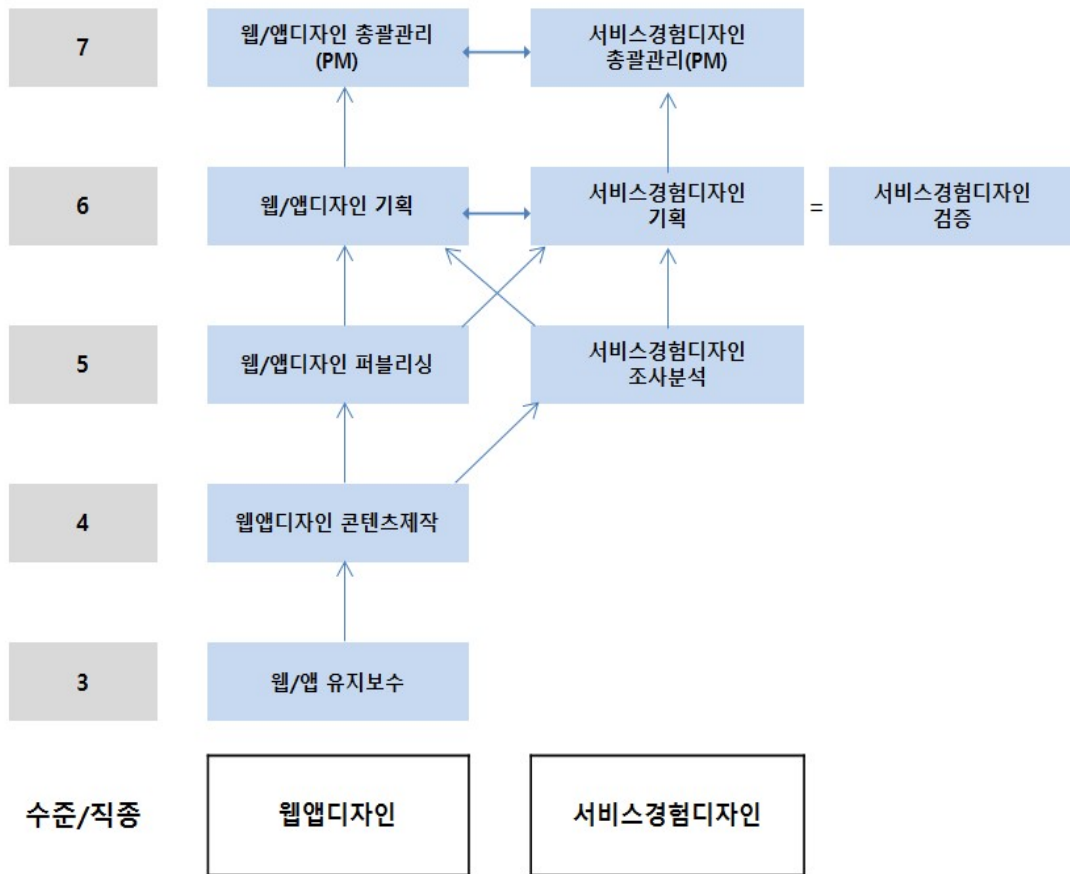 7
웹/앱디자인 총괄관리
(PM)
서비스경험디자인
총괄관리(PM)
6
웹/앱디자인 기획
서비스경험디자인
기획
=
서비스경험디자인
검증
5
웹/앱디자인 퍼블리싱
서비스경험디자인
조사분석
4
웹앱디자인 콘텐츠제작
3
웹/앱 유지보수
수준/직종
웹앱디자인
서비스경험디자인